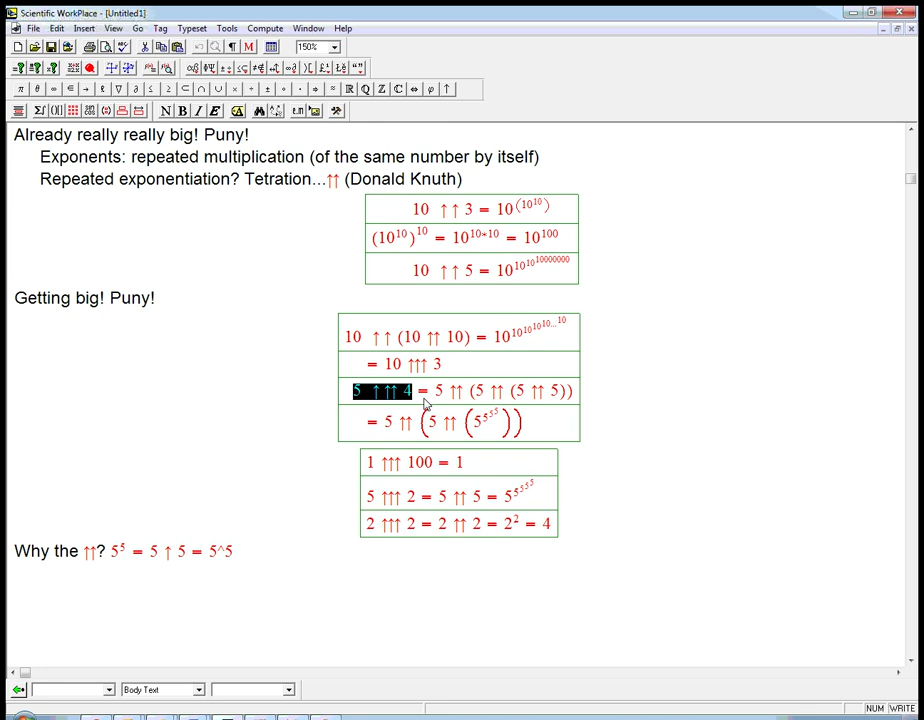 Scientific WorkPlace - [Untitled1]
File Edit Insert View Go Tag Typeset Tools Compute Window Help
150%
N B I E
Already really really big! Puny!
Exponents: repeated multiplication (of the same number by itself)
Repeated exponentiation? Tetration...↑↑ (Donald Knuth)
10 ↑↑ 3 = 10^(10^10)
(10^10)^10 = 10^10*10 = 10^100
10 ↑↑ 5 = 10^10^10^10000000
Getting big! Puny!
10 ↑↑ (10 ↑↑ 10) = 10^10^10^10^10...^10
= 10 ↑↑↑ 3
5 ↑↑↑ 4 = 5 ↑↑ (5 ↑↑ (5 ↑↑ 5))
= 5 ↑↑ (5 ↑↑ (5^5^5^5))
1 ↑↑↑ 100 = 1
5 ↑↑↑ 2 = 5 ↑↑ 5 = 5^5^5^5^5
2 ↑↑↑ 2 = 2 ↑↑ 2 = 2^2 = 4
Why the ↑↑? 5^5 = 5 ↑ 5 = 5^5
Body Text
NUM WRITE